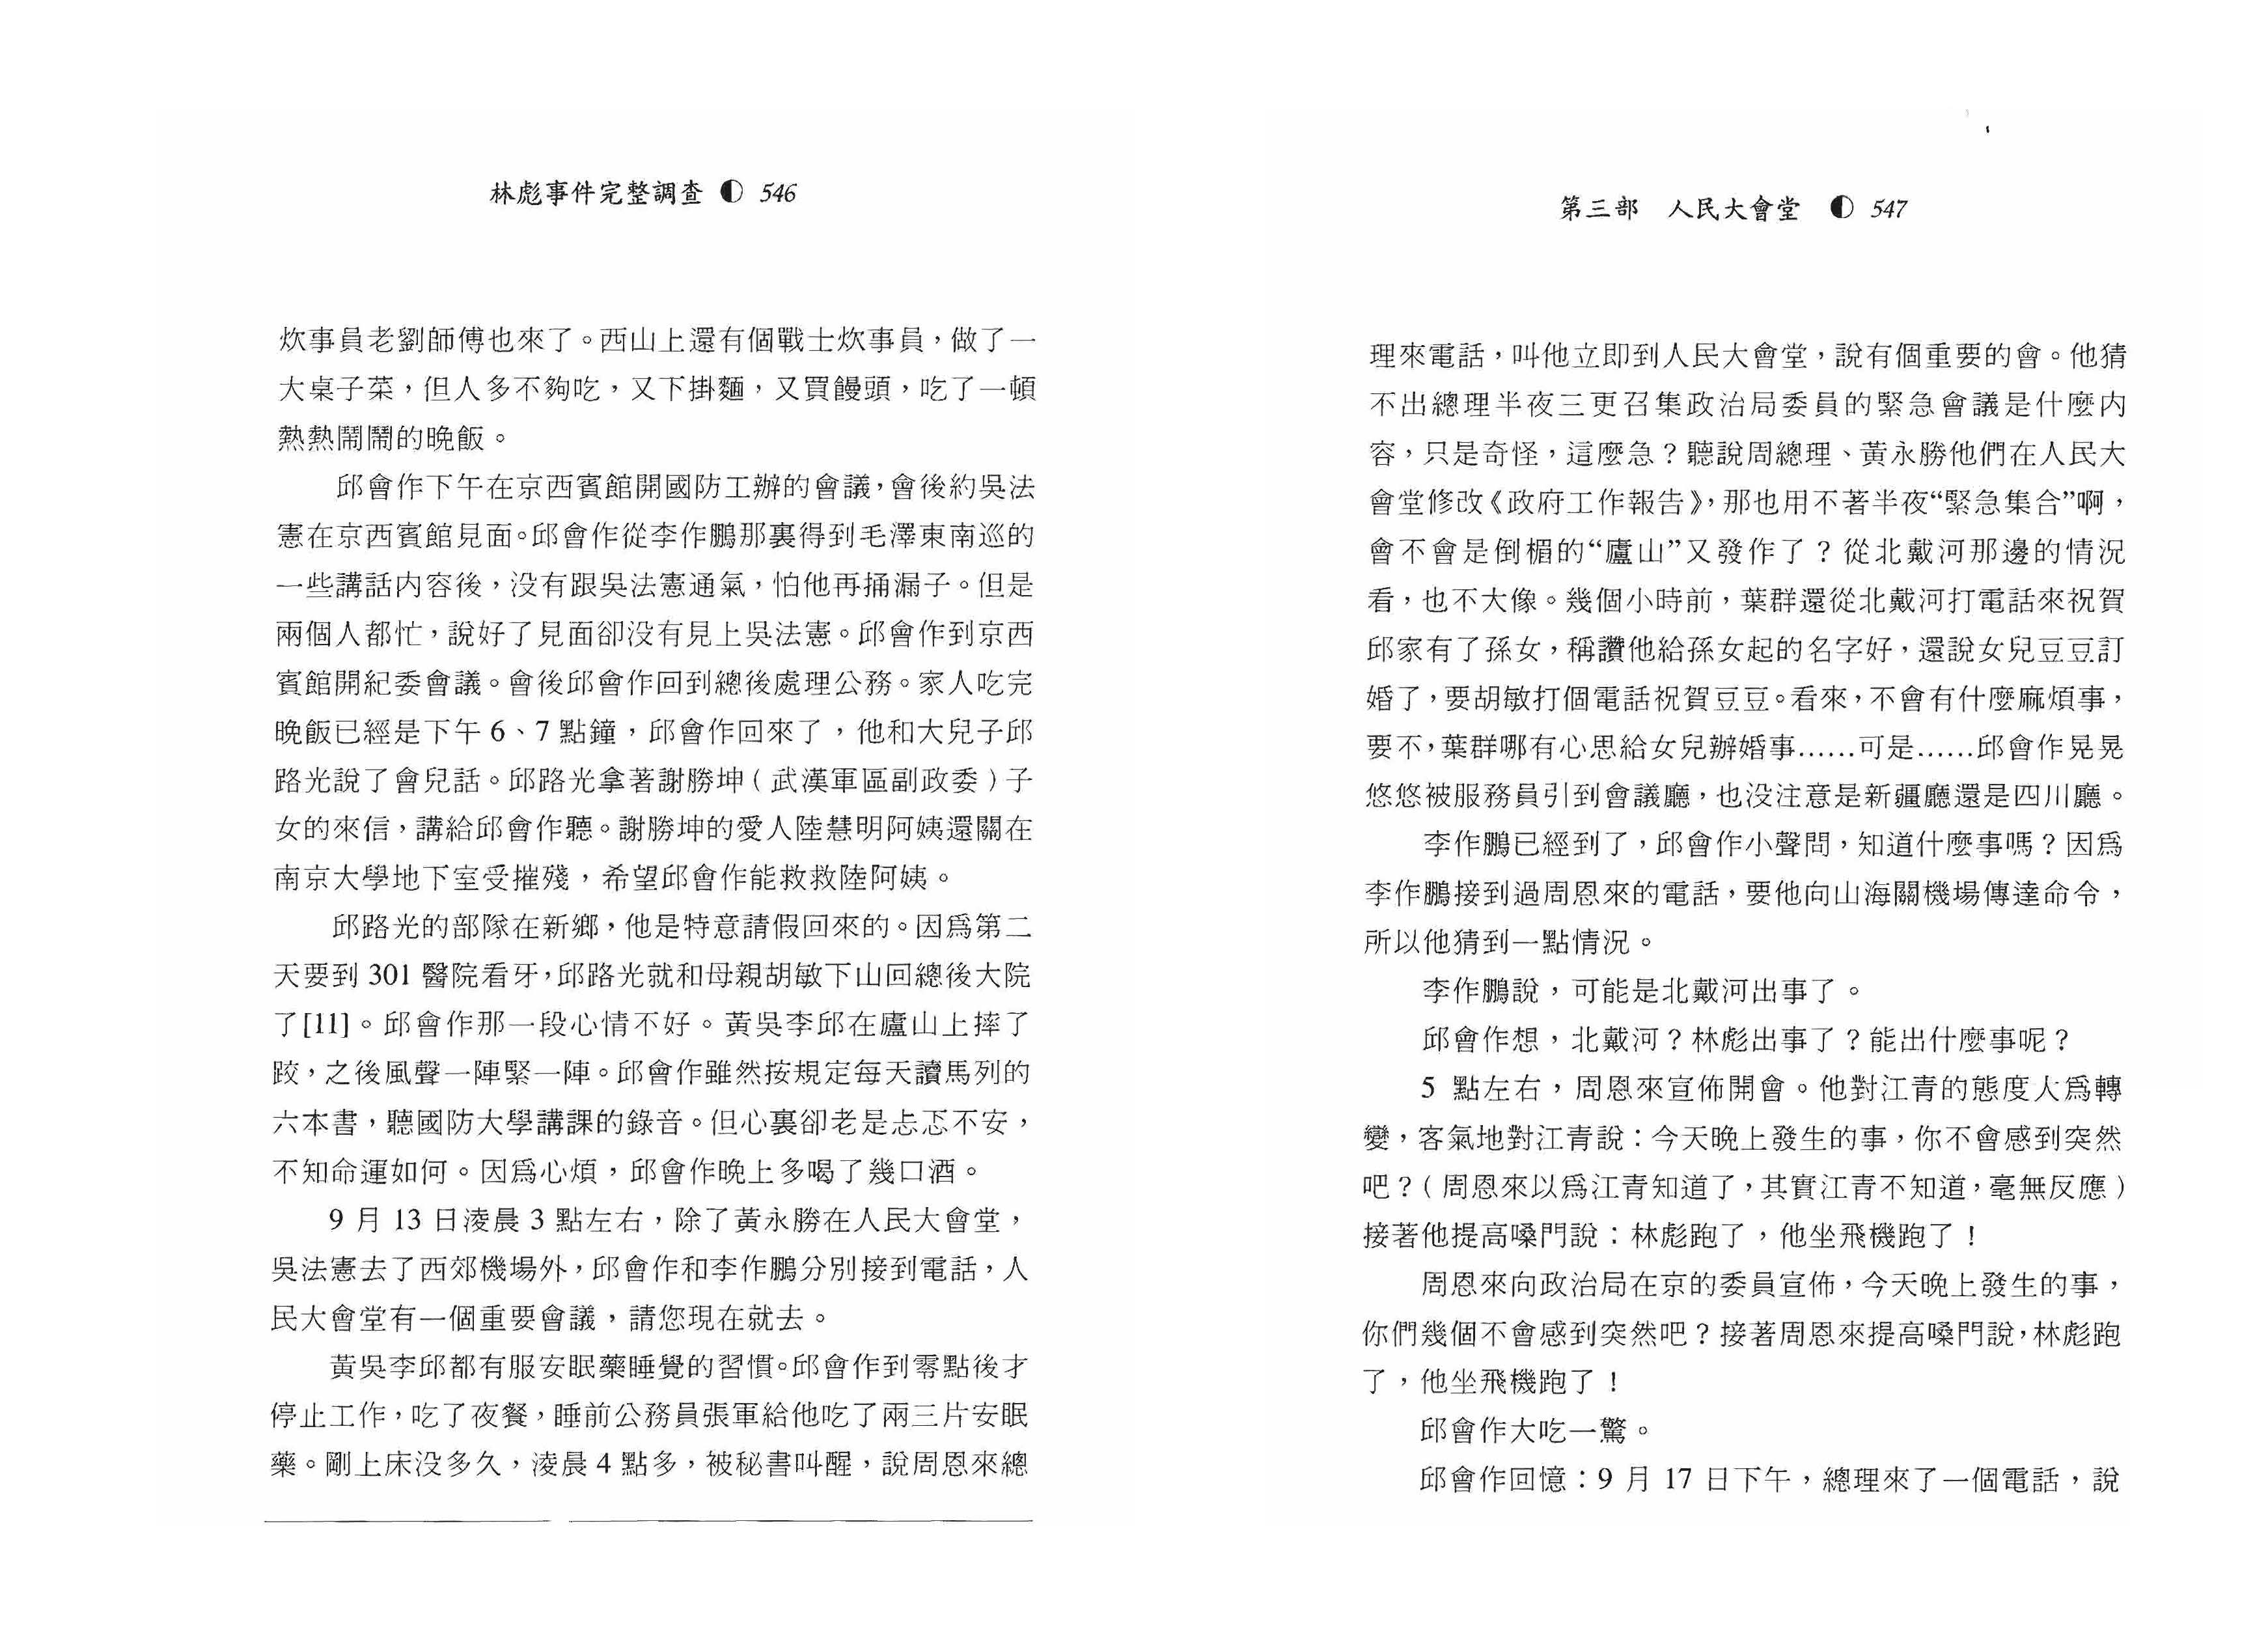 林彪事件完整調查 ◐ 546
炊事員老劉師傅也來了。西山上還有個戰士炊事員，做了一
大桌子菜，但人多不夠吃，又下掛麵，又買饅頭，吃了一頓
熱熱鬧鬧的晚飯。
邱會作下午在京西賓館開國防工辦的會議，會後約吳法
憲在京西賓館見面。邱會作從李作鵬那裏得到毛澤東南巡的
一些講話内容後，没有跟吳法憲通氣，怕他再捅漏子。但是
兩個人都忙，說好了見面卻没有見上吳法憲。邱會作到京西
賓館開紀委會議。會後邱會作回到總後處理公務。家人吃完
晚飯已經是下午 6、7 點鐘，邱會作回來了，他和大兒子邱
路光說了會兒話。邱路光拿著謝勝坤（武漢軍區副政委）子
女的來信，講給邱會作聽。謝勝坤的愛人陸慧明阿姨還關在
南京大學地下室受摧殘，希望邱會作能救救陸阿姨。
邱路光的部隊在新鄉，他是特意請假回來的。因爲第二
天要到 301 醫院看牙，邱路光就和母親胡敏下山回總後大院
了[11]。邱會作那一段心情不好。黃吳李邱在廬山上摔了
跤，之後風聲一陣緊一陣。邱會作雖然按規定每天讀馬列的
六本書，聽國防大學講課的錄音。但心裏卻老是忐忑不安，
不知命運如何。因爲心煩，邱會作晚上多喝了幾口酒。
9 月 13 日淩晨 3 點左右，除了黃永勝在人民大會堂，
吳法憲去了西郊機場外，邱會作和李作鵬分別接到電話，人
民大會堂有一個重要會議，請您現在就去。
黃吳李邱都有服安眠藥睡覺的習慣。邱會作到零點後才
停止工作，吃了夜餐，睡前公務員張軍給他吃了兩三片安眠
藥。剛上床没多久，淩晨 4 點多，被秘書叫醒，說周恩來總
第三部　人民大會堂 ◐ 547
理來電話，叫他立即到人民大會堂，說有個重要的會。他猜
不出總理半夜三更召集政治局委員的緊急會議是什麼内
容，只是奇怪，這麼急？聽說周總理、黃永勝他們在人民大
會堂修改《政府工作報告》，那也用不著半夜“緊急集合”啊，
會不會是倒楣的“廬山”又發作了？從北戴河那邊的情況
看，也不大像。幾個小時前，葉群還從北戴河打電話來祝賀
邱家有了孫女，稱讚他給孫女起的名字好，還說女兒豆豆訂
婚了，要胡敏打個電話祝賀豆豆。看來，不會有什麼麻煩事，
要不，葉群哪有心思給女兒辦婚事……可是……邱會作晃晃
悠悠被服務員引到會議廳，也没注意是新疆廳還是四川廳。
李作鵬已經到了，邱會作小聲問，知道什麼事嗎？因爲
李作鵬接到過周恩來的電話，要他向山海關機場傳達命令，
所以他猜到一點情況。
李作鵬說，可能是北戴河出事了。
邱會作想，北戴河？林彪出事了？能出什麼事呢？
5 點左右，周恩來宣佈開會。他對江青的態度大爲轉
變，客氣地對江青說：今天晚上發生的事，你不會感到突然
吧？（周恩來以爲江青知道了，其實江青不知道，毫無反應）
接著他提高嗓門說：林彪跑了，他坐飛機跑了！
周恩來向政治局在京的委員宣佈，今天晚上發生的事，
你們幾個不會感到突然吧？接著周恩來提高嗓門說，林彪跑
了，他坐飛機跑了！
邱會作大吃一驚。
邱會作回憶：9 月 17 日下午，總理來了一個電話，說